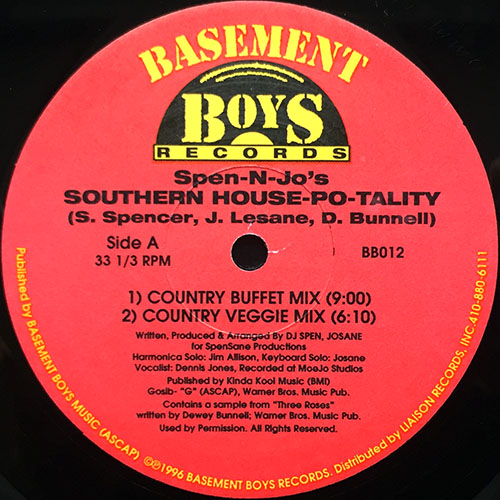 BASEMENT
BOYS
RECORDS
Spen-N-Jo's
SOUTHERN HOUSE-PO-TALITY
(S. Spencer, J. Lesane, D. Bunnell)
Side A
33 1/3 RPM
BB012
1) COUNTRY BUFFET MIX (9:00)
2) COUNTRY VEGGIE MIX (6:10)
Written, Produced & Arranged By DJ SPEN, JOSANE
for SpenSane Productions
Harmonica Solo: Jim Allison, Keyboard Solo: Josane
Vocalist: Dennis Jones, Recorded at MoeJo Studios
Published by Kinda Kool Music (BMI)
Gosib- "G" (ASCAP), Warner Bros. Music Pub.
Contains a sample from "Three Roses"
written by Dewey Bunnell; Warner Bros. Music Pub.
Used by Permission. All Rights Reserved.
Published by BASEMENT BOYS MUSIC (ASCAP) ©℗1996 BASEMENT BOYS RECORDS. Distributed by LIAISON RECORDS, INC. 410-880-6111